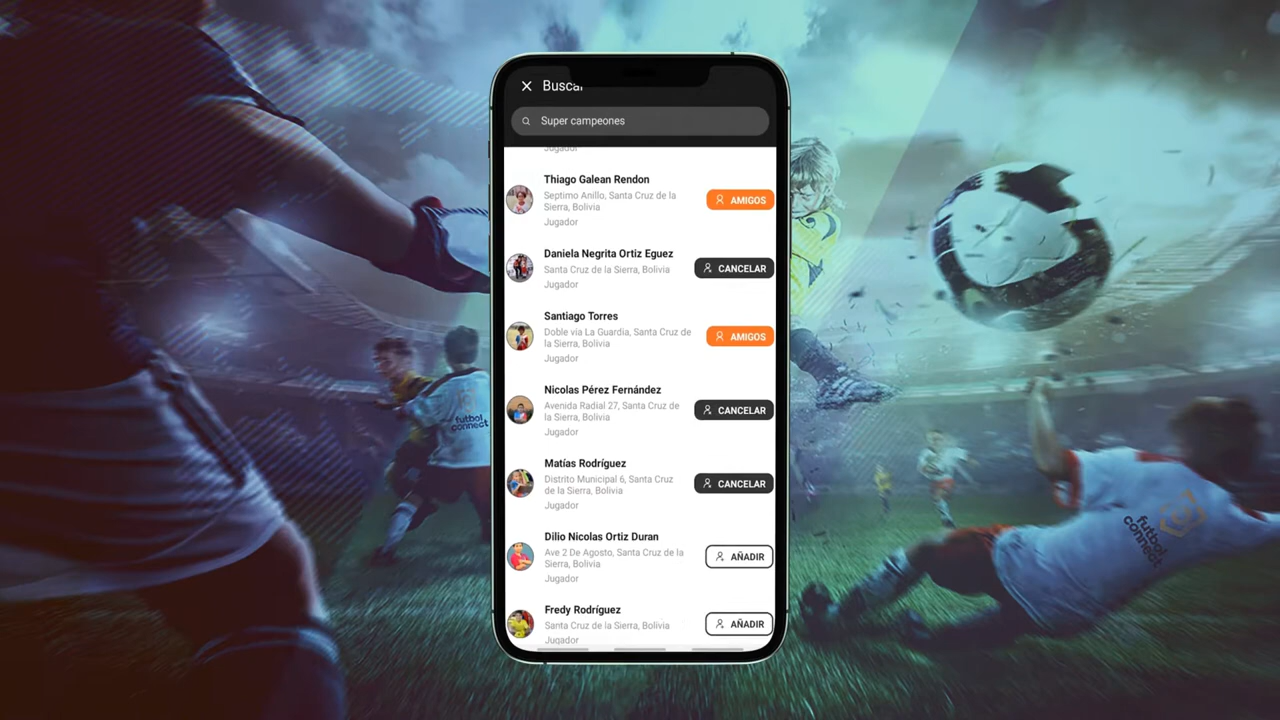 Buscar
Super campeones
Jugador
Thiago Galean Rendon
Septimo Anillo, Santa Cruz de la
Sierra, Bolivia
AMIGOS
Jugador
Daniela Negrita Ortiz Eguez
Santa Cruz de la Sierra, Bolivia
CANCELAR
Jugador
Santiago Torres
Doble via La Guardia, Santa Cruz de
la Sierra, Bolivia
AMIGOS
Jugador
Nicolas Pérez Fernández
Avenida Radial 27, Santa Cruz de
la Sierra, Bolivia
CANCELAR
Jugador
Matías Rodríguez
Distrito Municipal 6, Santa Cruz
de la Sierra, Bolivia
CANCELAR
Jugador
Dilio Nicolas Ortiz Duran
Ave 2 De Agosto, Santa Cruz de la
Sierra, Bolivia
AÑADIR
Jugador
Fredy Rodríguez
Santa Cruz de la Sierra, Bolivia
AÑADIR
Jugador
futbol
connect
futbol
connect